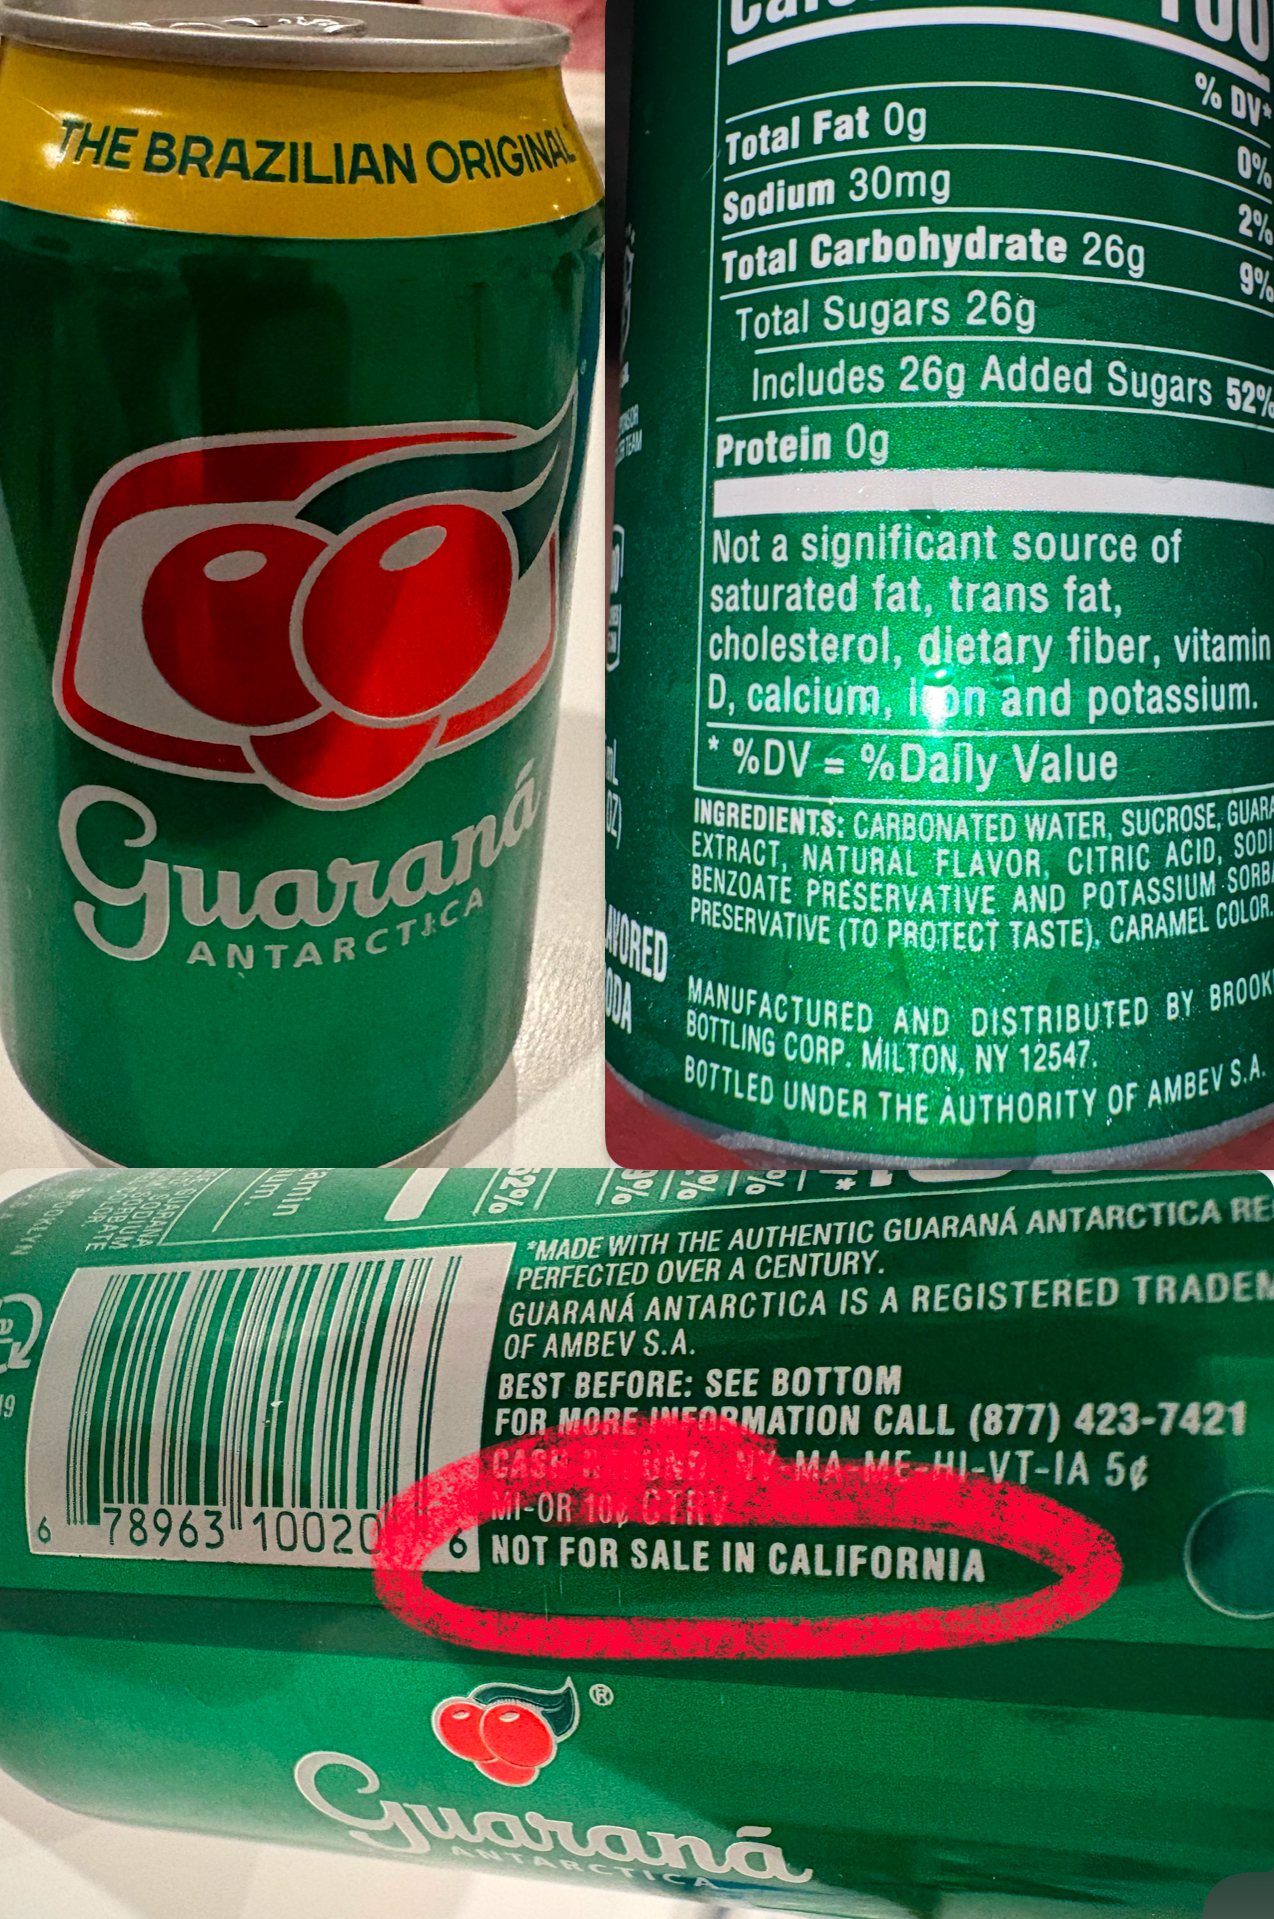 THE BRAZILIAN ORIGINAL
Guaraná
ANTARCTICA
100
% DV*
Total Fat 0g 0%
Sodium 30mg 2%
Total Carbohydrate 26g 9%
Total Sugars 26g
Includes 26g Added Sugars 52%
Protein 0g
Not a significant source of
saturated fat, trans fat,
cholesterol, dietary fiber, vitamin
D, calcium, iron and potassium.
* %DV = %Daily Value
INGREDIENTS: CARBONATED WATER, SUCROSE,
EXTRACT, NATURAL FLAVOR, CITRIC ACID,
BENZOATE PRESERVATIVE AND POTASSIUM
PRESERVATIVE (TO PROTECT TASTE), CARAMEL COLOR.
MANUFACTURED AND DISTRIBUTED BY
BOTTLING CORP. MILTON, NY 12547.
BOTTLED UNDER THE AUTHORITY OF AMBEV S.A.
52%
*MADE WITH THE AUTHENTIC GUARANÁ ANTARCTICA
PERFECTED OVER A CENTURY.
GUARANÁ ANTARCTICA IS A REGISTERED
OF AMBEV S.A.
BEST BEFORE: SEE BOTTOM
FOR MORE INFORMATION CALL (877) 423-7421
CASH MA-ME-HI-VT-IA 5¢
MI-OR 10¢
NOT FOR SALE IN CALIFORNIA
6 78963 10020 6
®
Guaraná
ANTARCTICA